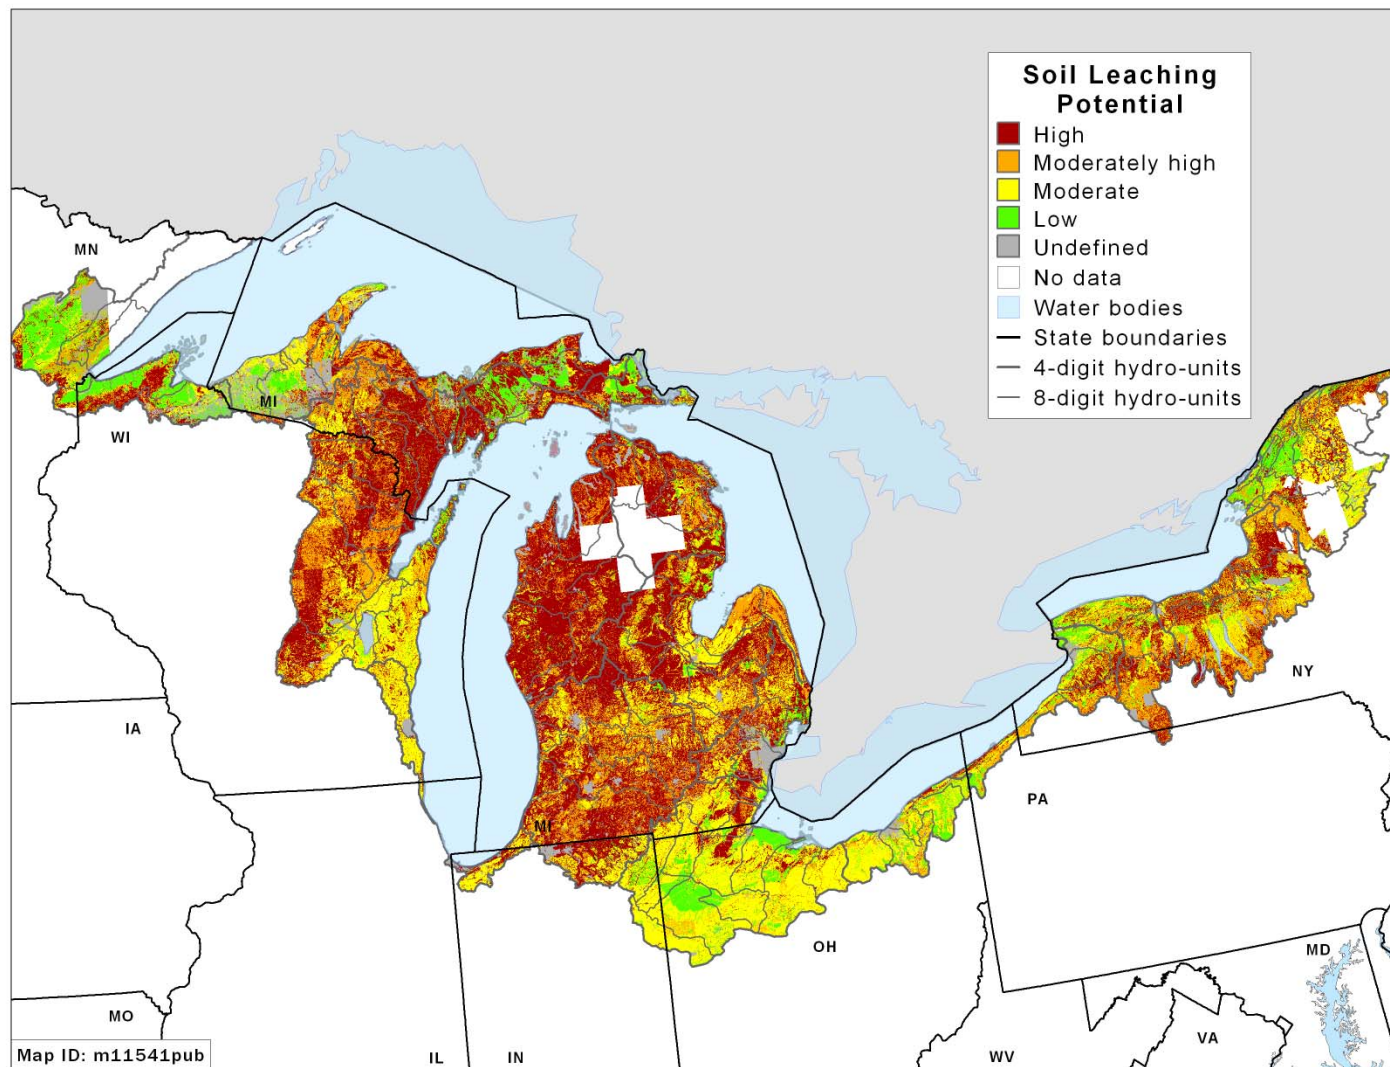 Soil Leaching
Potential
High
Moderately high
Moderate
Low
Undefined
No data
Water bodies
State boundaries
4-digit hydro-units
8-digit hydro-units
MN
MI
WI
NY
IA
PA
MI
OH
MD
MO
VA
IL
IN
WV
Map ID: m11541pub